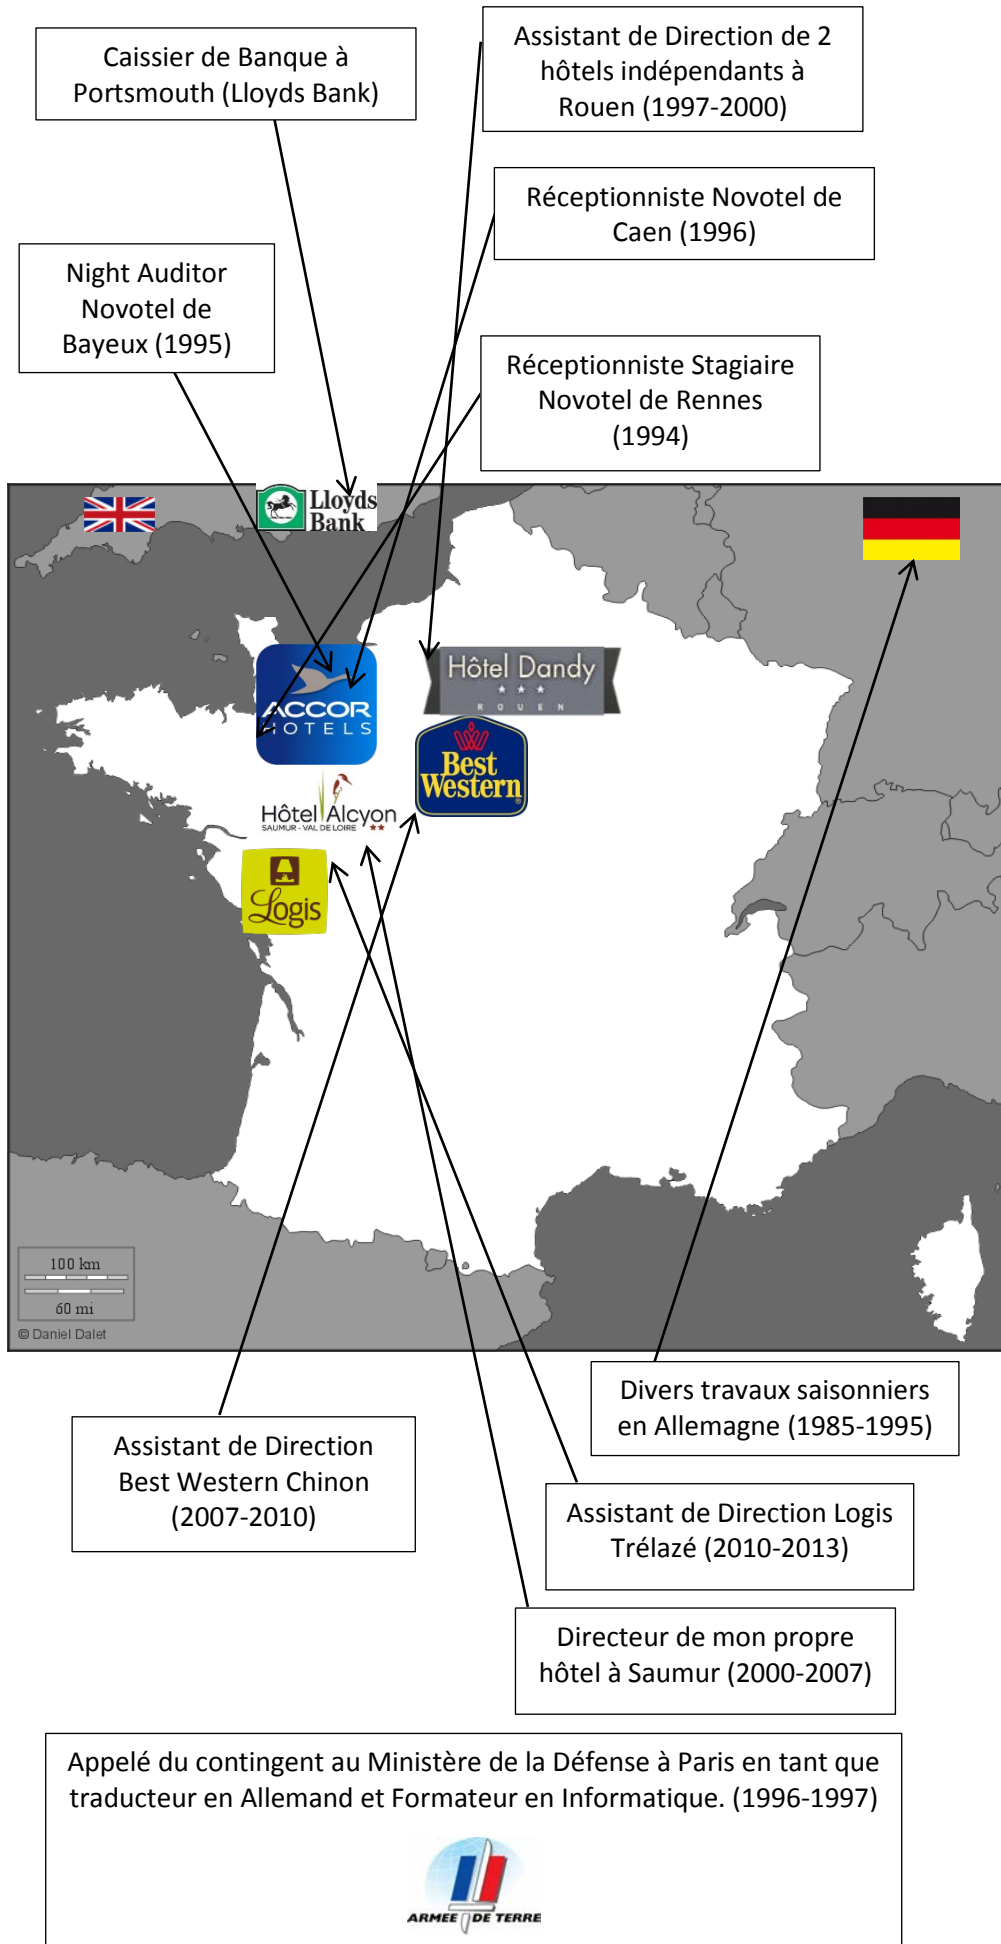 Caissier de Banque à
Portsmouth (Lloyds Bank)
Assistant de Direction de 2
hôtels indépendants à
Rouen (1997-2000)
Réceptionniste Novotel de
Caen (1996)
Night Auditor
Novotel de
Bayeux (1995)
Réceptionniste Stagiaire
Novotel de Rennes
(1994)
Lloyds
Bank
ACCOR
HOTELS
Hôtel Dandy
ROUEN
Best
Western
Hôtel Alcyon
SAUMUR - VAL DE LOIRE
Logis
100 km
60 mi
© Daniel Dalet
Divers travaux saisonniers
en Allemagne (1985-1995)
Assistant de Direction
Best Western Chinon
(2007-2010)
Assistant de Direction Logis
Trélazé (2010-2013)
Directeur de mon propre
hôtel à Saumur (2000-2007)
Appelé du contingent au Ministère de la Défense à Paris en tant que
traducteur en Allemand et Formateur en Informatique. (1996-1997)
ARMEE DE TERRE